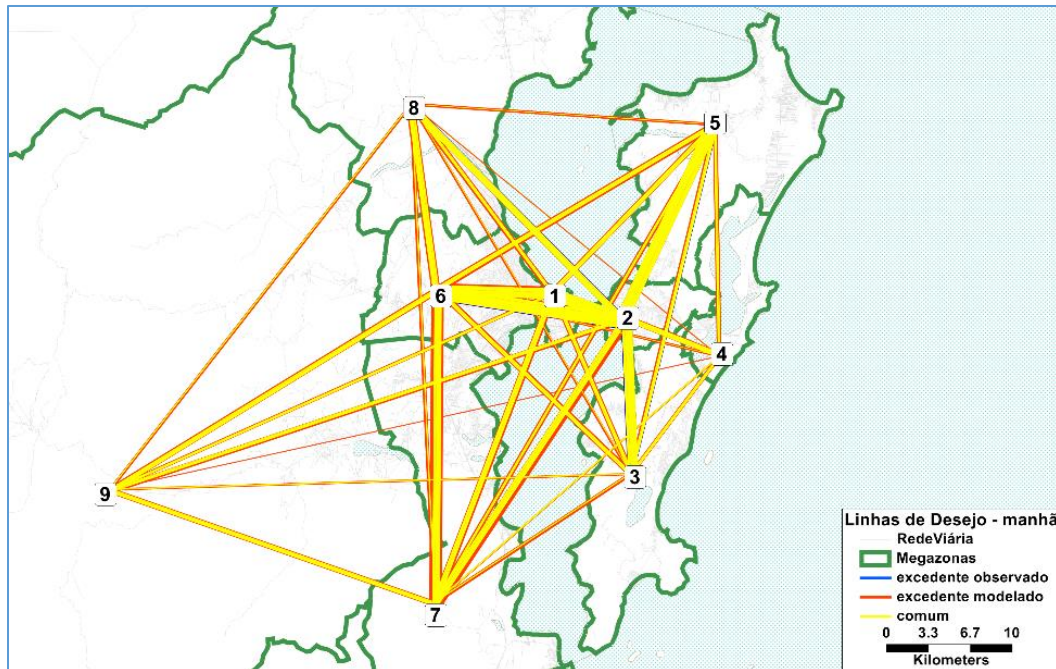 8
5
6
1
2
4
3
9
7
Linhas de Desejo - manhã
RedeViária
Megazonas
excedente observado
excedente modelado
comum
0 3.3 6.7 10
Kilometers